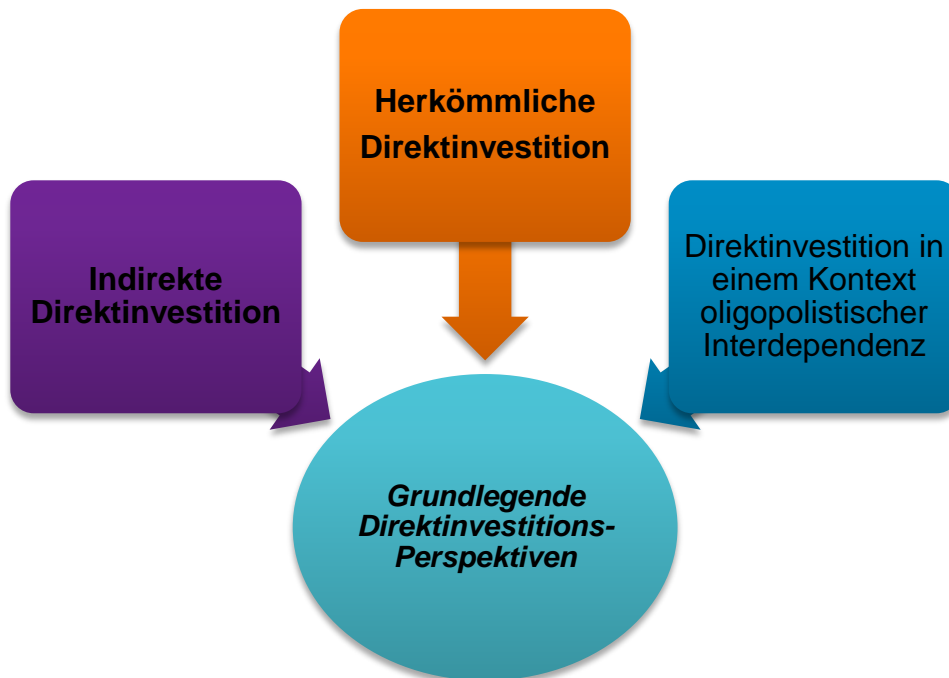 Herkömmliche
Direktinvestition
Indirekte
Direktinvestition
Direktinvestition in
einem Kontext
oligopolistischer
Interdependenz
Grundlegende
Direktinvestitions-
Perspektiven